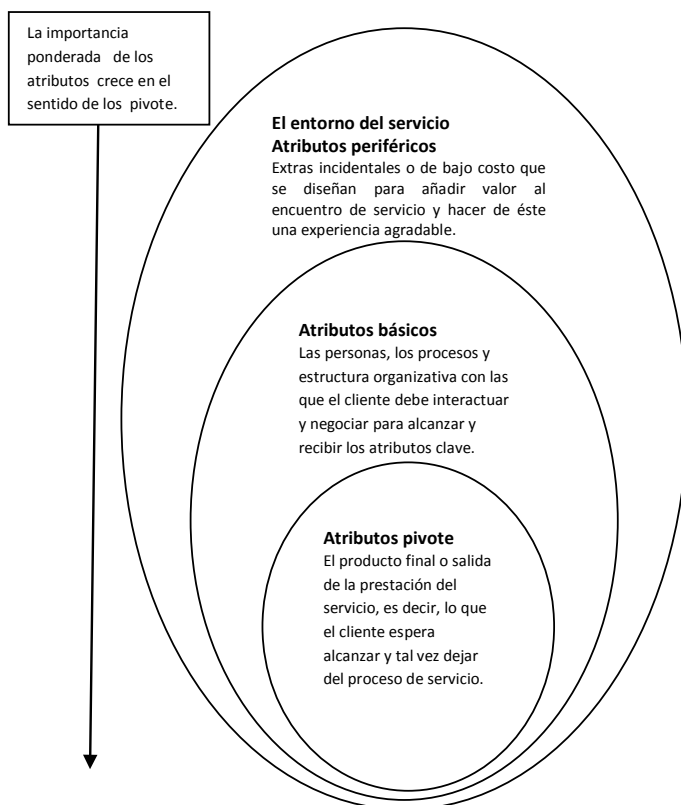 La importancia
ponderada de los
atributos crece en el
sentido de los pivote.
El entorno del servicio
Atributos periféricos
Extras incidentales o de bajo costo que
se diseñan para añadir valor al
encuentro de servicio y hacer de éste
una experiencia agradable.
Atributos básicos
Las personas, los procesos y
estructura organizativa con las
que el cliente debe interactuar
y negociar para alcanzar y
recibir los atributos clave.
Atributos pivote
El producto final o salida
de la prestación del
servicio, es decir, lo que
el cliente espera
alcanzar y tal vez dejar
del proceso de servicio.